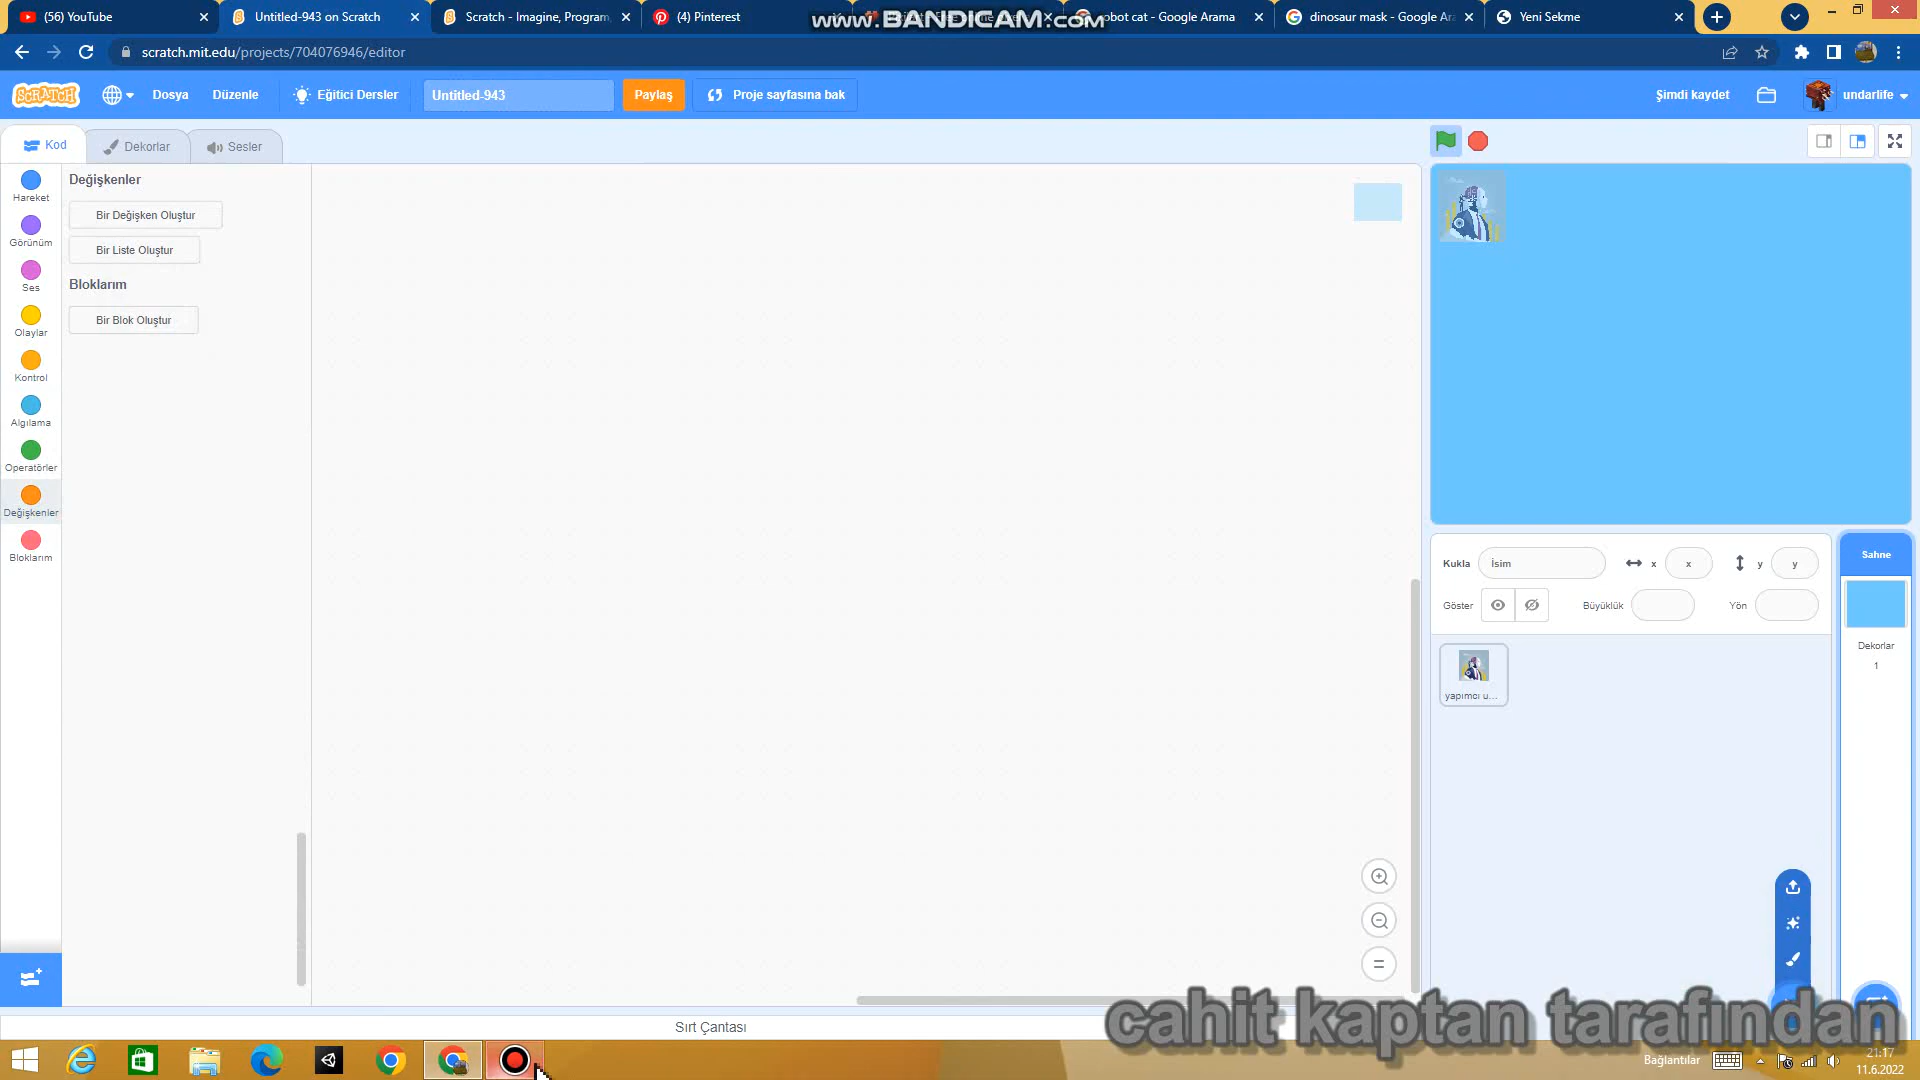 (56) YouTube
Untitled-943 on Scratch
Scratch - Imagine, Program,
(4) Pinterest
www.BANDICAM.com
obot cat - Google Arama
dinosaur mask - Google Ar
Yeni Sekme
scratch.mit.edu/projects/704076946/editor
SCRATCH
Dosya
Düzenle
Eğitici Dersler
Untitled-943
Paylaş
Proje sayfasına bak
Şimdi kaydet
undarlife
Kod
Dekorlar
Sesler
Hareket
Görünüm
Ses
Olaylar
Kontrol
Algılama
Operatörler
Değişkenler
Bloklarım
Değişkenler
Bir Değişken Oluştur
Bir Liste Oluştur
Bloklarım
Bir Blok Oluştur
Kukla
İsim
x
x
y
y
Göster
Büyüklük
Yön
yapımcı u...
Sahne
Dekorlar
1
Sırt Çantası
cahit kaptan tarafından
Bağlantılar
21:17
11.6.2022